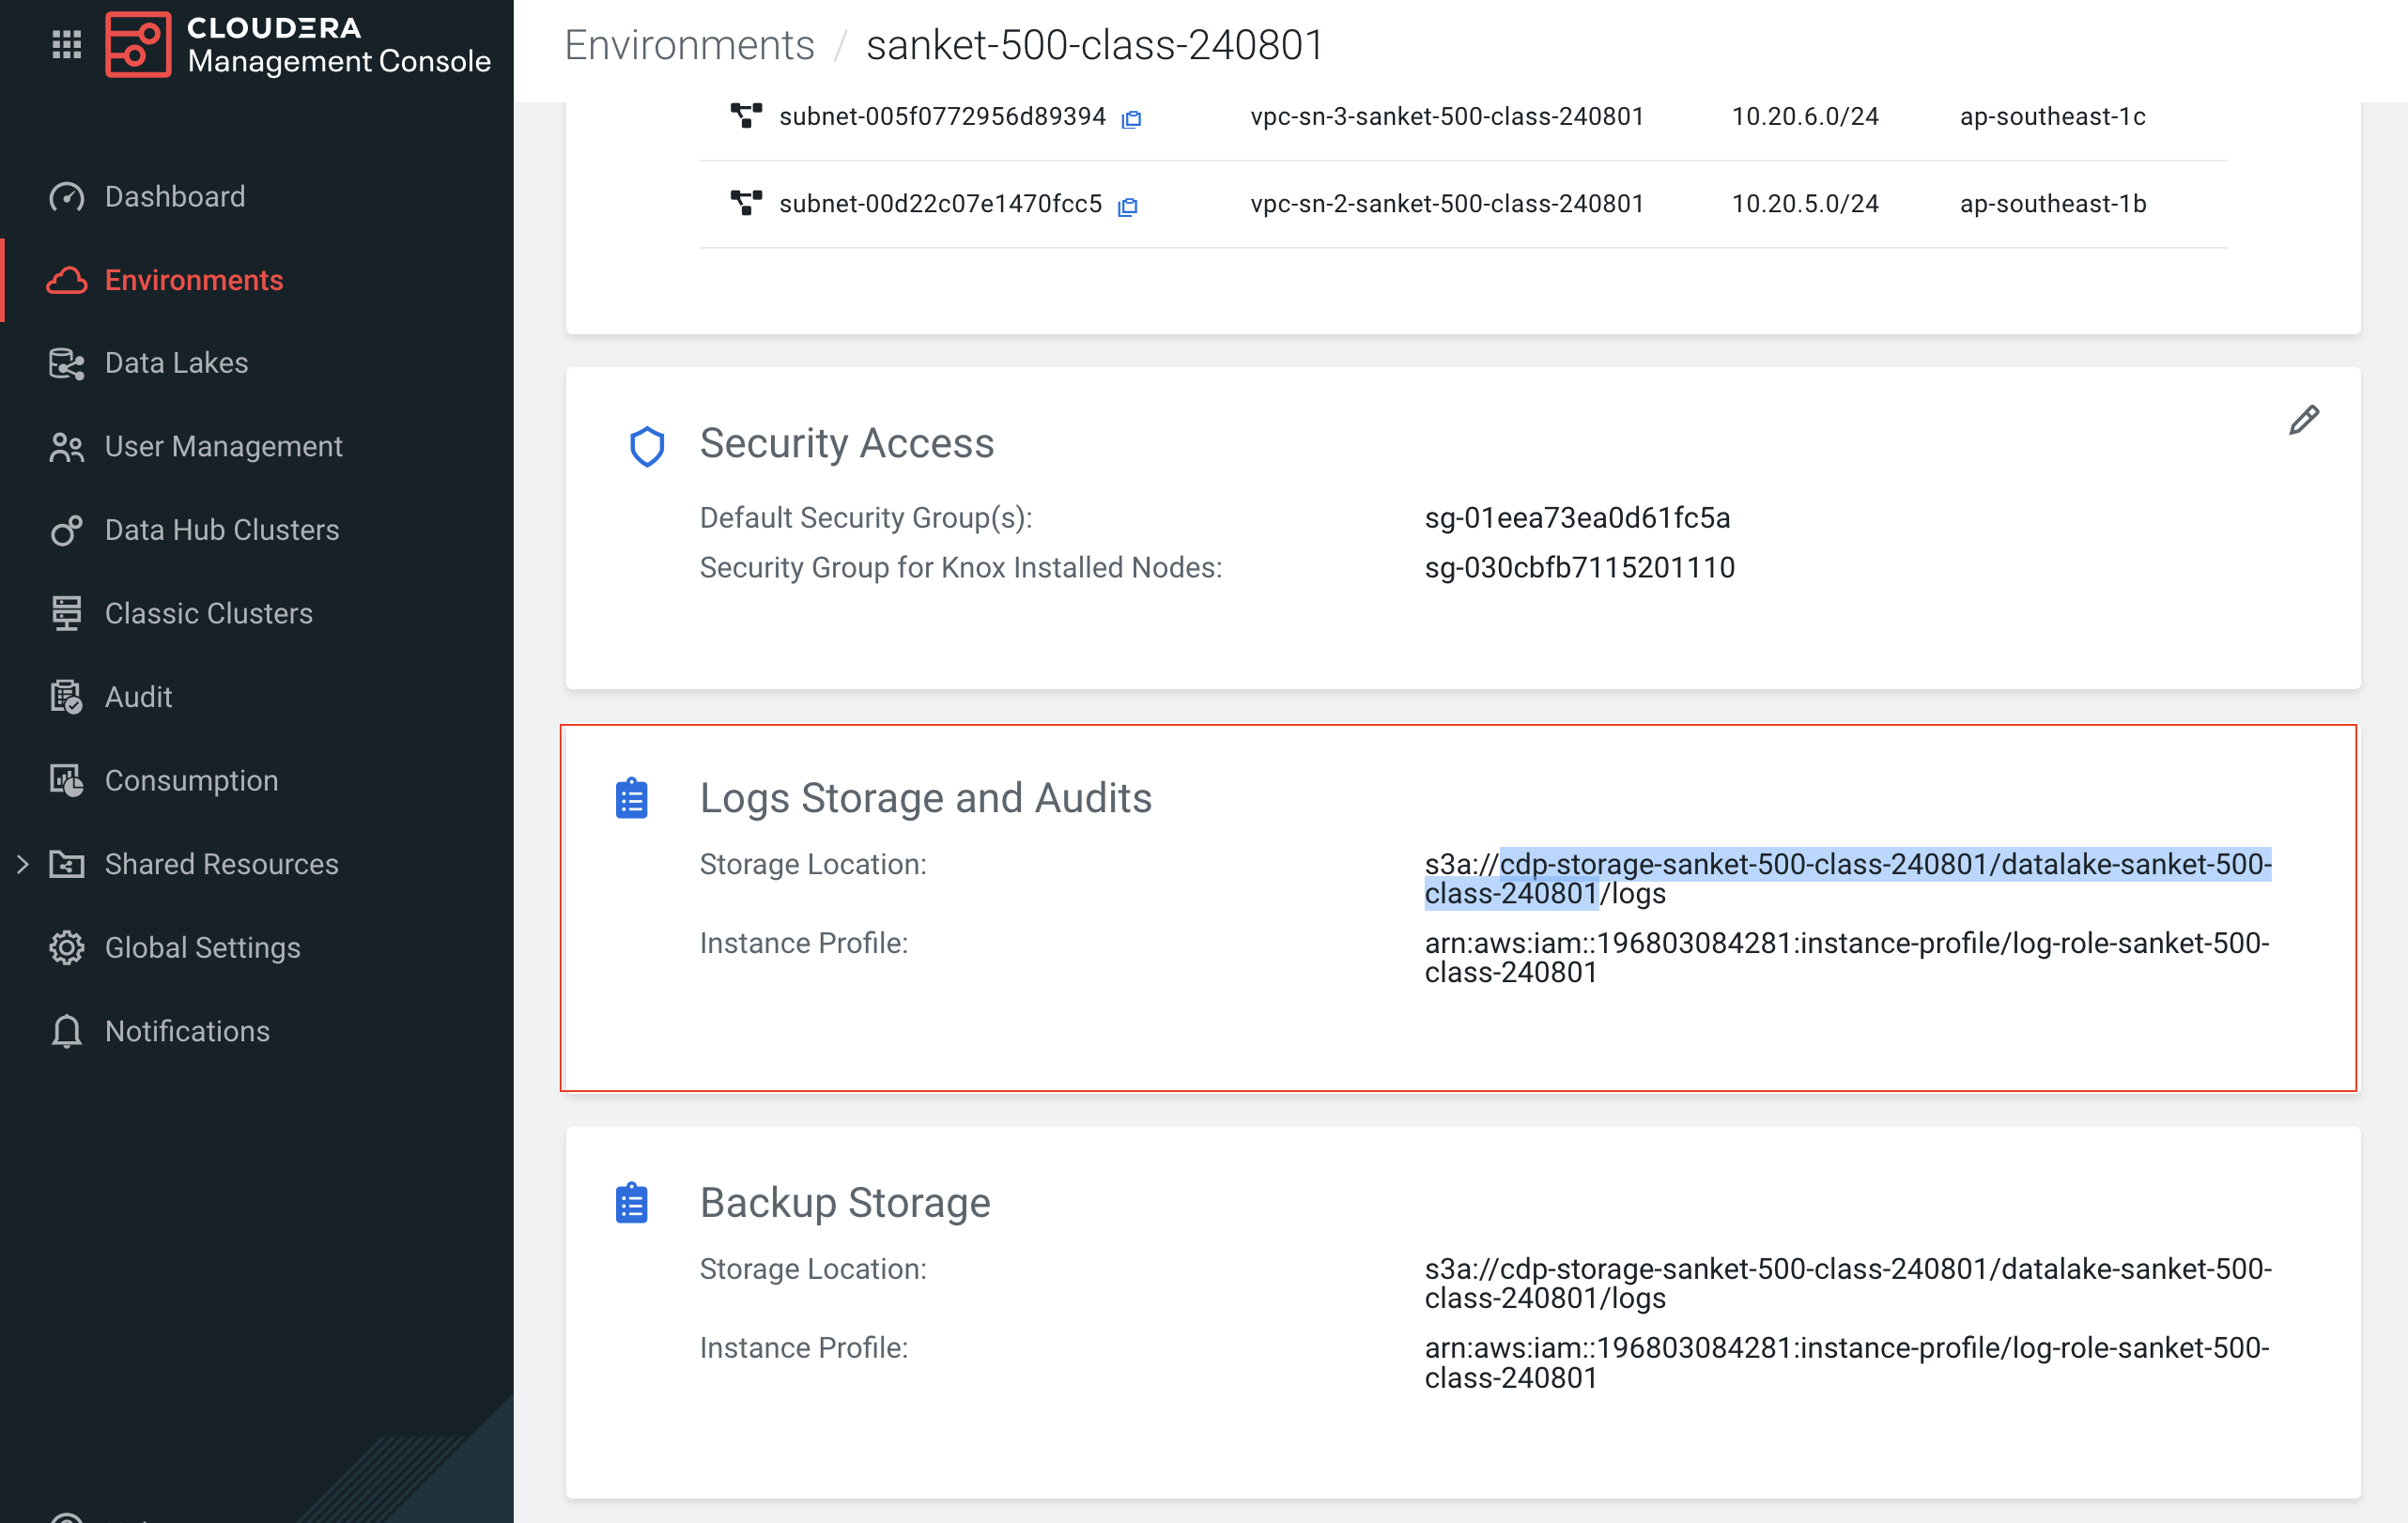 CLOUDERA
Management Console
Dashboard
Environments
Data Lakes
User Management
Data Hub Clusters
Classic Clusters
Audit
Consumption
Shared Resources
Global Settings
Notifications
Environments / sanket-500-class-240801
subnet-005f0772956d89394 vpc-sn-3-sanket-500-class-240801 10.20.6.0/24 ap-southeast-1c
subnet-00d22c07e1470fcc5 vpc-sn-2-sanket-500-class-240801 10.20.5.0/24 ap-southeast-1b
Security Access
Default Security Group(s): sg-01eea73ea0d61fc5a
Security Group for Knox Installed Nodes: sg-030cbfb7115201110
Logs Storage and Audits
Storage Location: s3a://cdp-storage-sanket-500-class-240801/datalake-sanket-500-
class-240801/logs
Instance Profile: arn:aws:iam::196803084281:instance-profile/log-role-sanket-500-
class-240801
Backup Storage
Storage Location: s3a://cdp-storage-sanket-500-class-240801/datalake-sanket-500-
class-240801/logs
Instance Profile: arn:aws:iam::196803084281:instance-profile/log-role-sanket-500-
class-240801